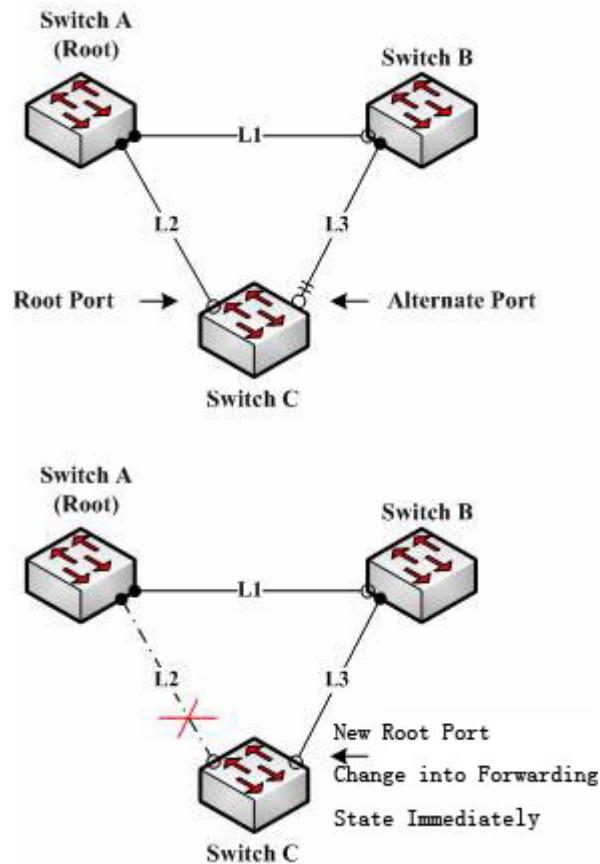 Switch A
(Root)
Switch B
L1
L2
L3
Root Port
Alternate Port
Switch C
Switch A
(Root)
Switch B
L1
L2
L3
New Root Port
Change into Forwarding
State Immediately
Switch C